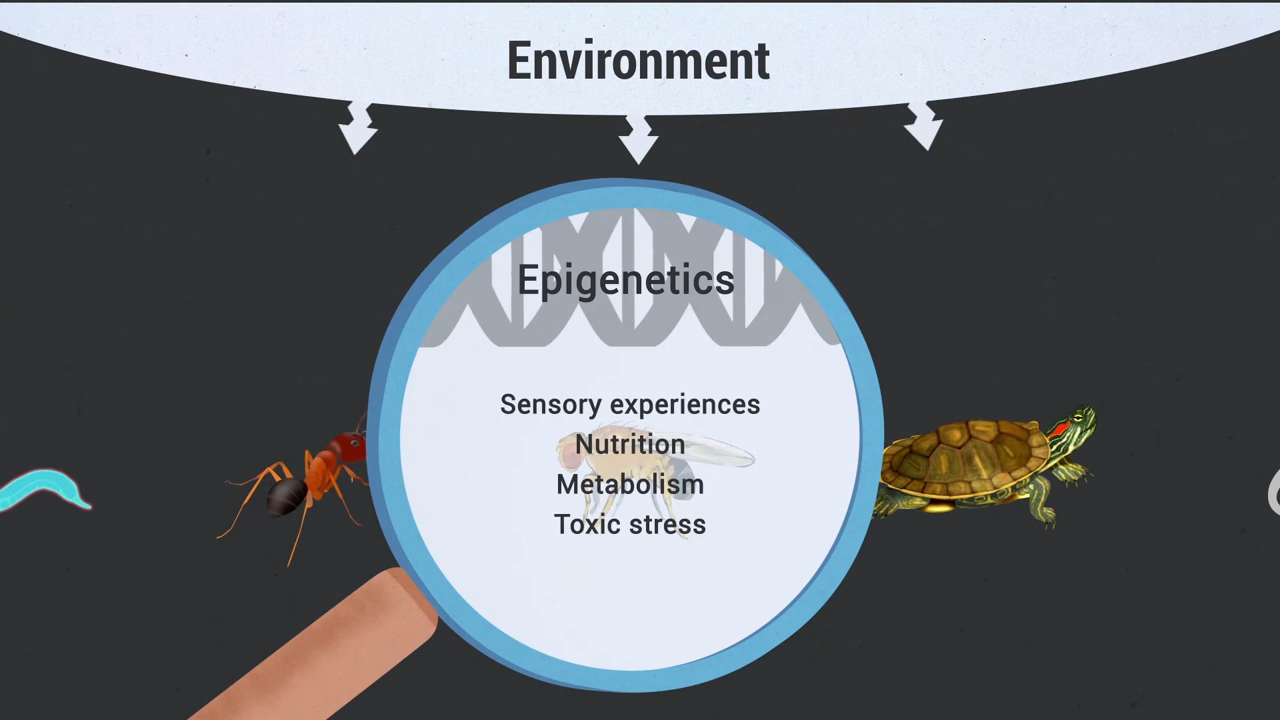 Environment
Epigenetics
Sensory experiences
Nutrition
Metabolism
Toxic stress